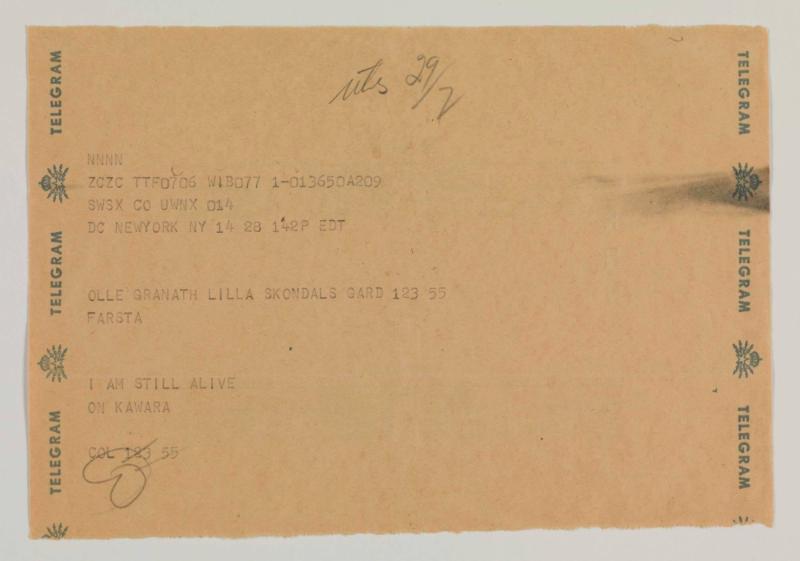 TELEGRAM
TELEGRAM
TELEGRAM
utes 29/7
NNNN
ZCZC TTF0706 WIB077 1-013650A209
SWSX CO UWNX 014
DC NEWYORK NY 14 28 142P EDT
OLLE GRANATH LILLA SKONDALS GARD 123 55
FARSTA
I AM STILL ALIVE
ON KAWARA
COL 123 55
TELEGRAM
TELEGRAM
TELEGRAM